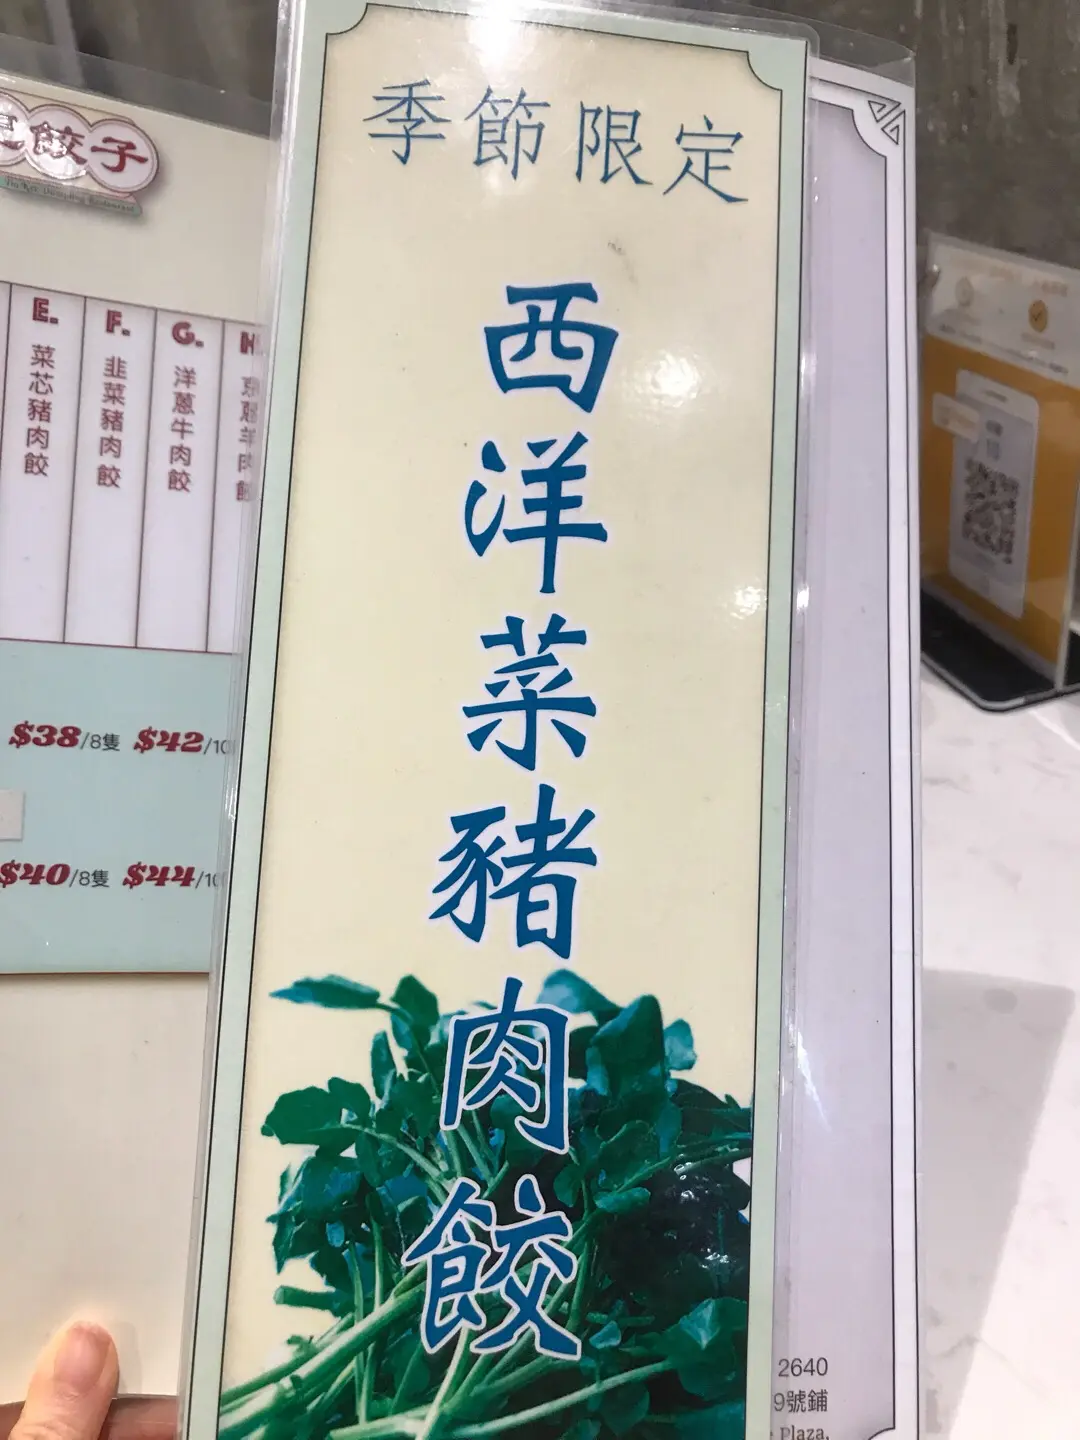 季節限定
西洋菜豬肉餃
餃子
E.
菜芯豬肉餃
F.
韭菜豬肉餃
G.
洋蔥牛肉餃
H.
$38/8隻 $42/10
$40/8隻 $44/10
2640
9號鋪
Plaza,